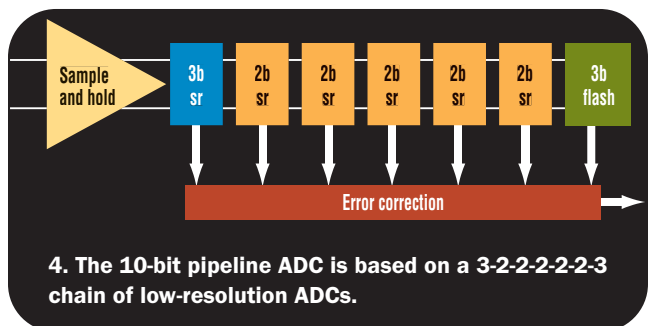 Sample
and hold
3b
sr
2b
sr
2b
sr
2b
sr
2b
sr
2b
sr
3b
flash
Error correction
4. The 10-bit pipeline ADC is based on a 3-2-2-2-2-2-3
chain of low-resolution ADCs.